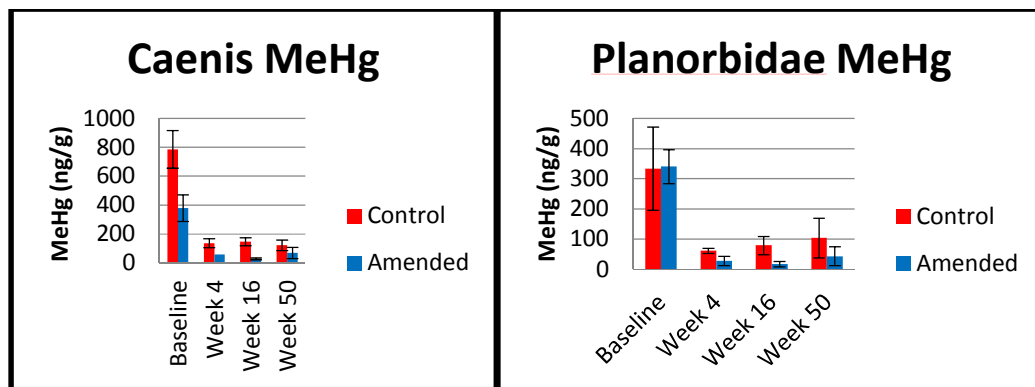 Caenis MeHg
MeHg (ng/g)
1000
800
600
400
200
0
Baseline
Week 4
Week 16
Week 50
Control
Amended
Planorbidae MeHg
MeHg (ng/g)
500
400
300
200
100
0
Baseline
Week 4
Week 16
Week 50
Control
Amended